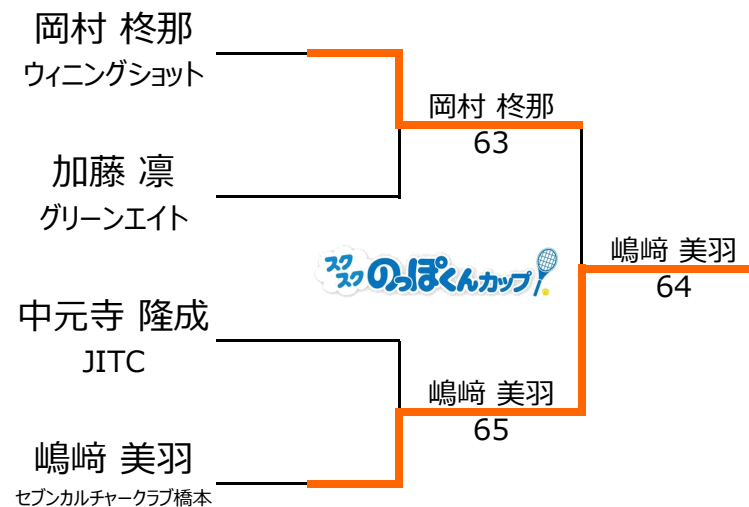 岡村 柊那
ウィニングショット
岡村 柊那
63
加藤 凛
グリーンエイト
嶋﨑 美羽
64
スクスクのっぽくんカップ
中元寺 隆成
JITC
嶋﨑 美羽
65
嶋﨑 美羽
セブンカルチャークラブ橋本